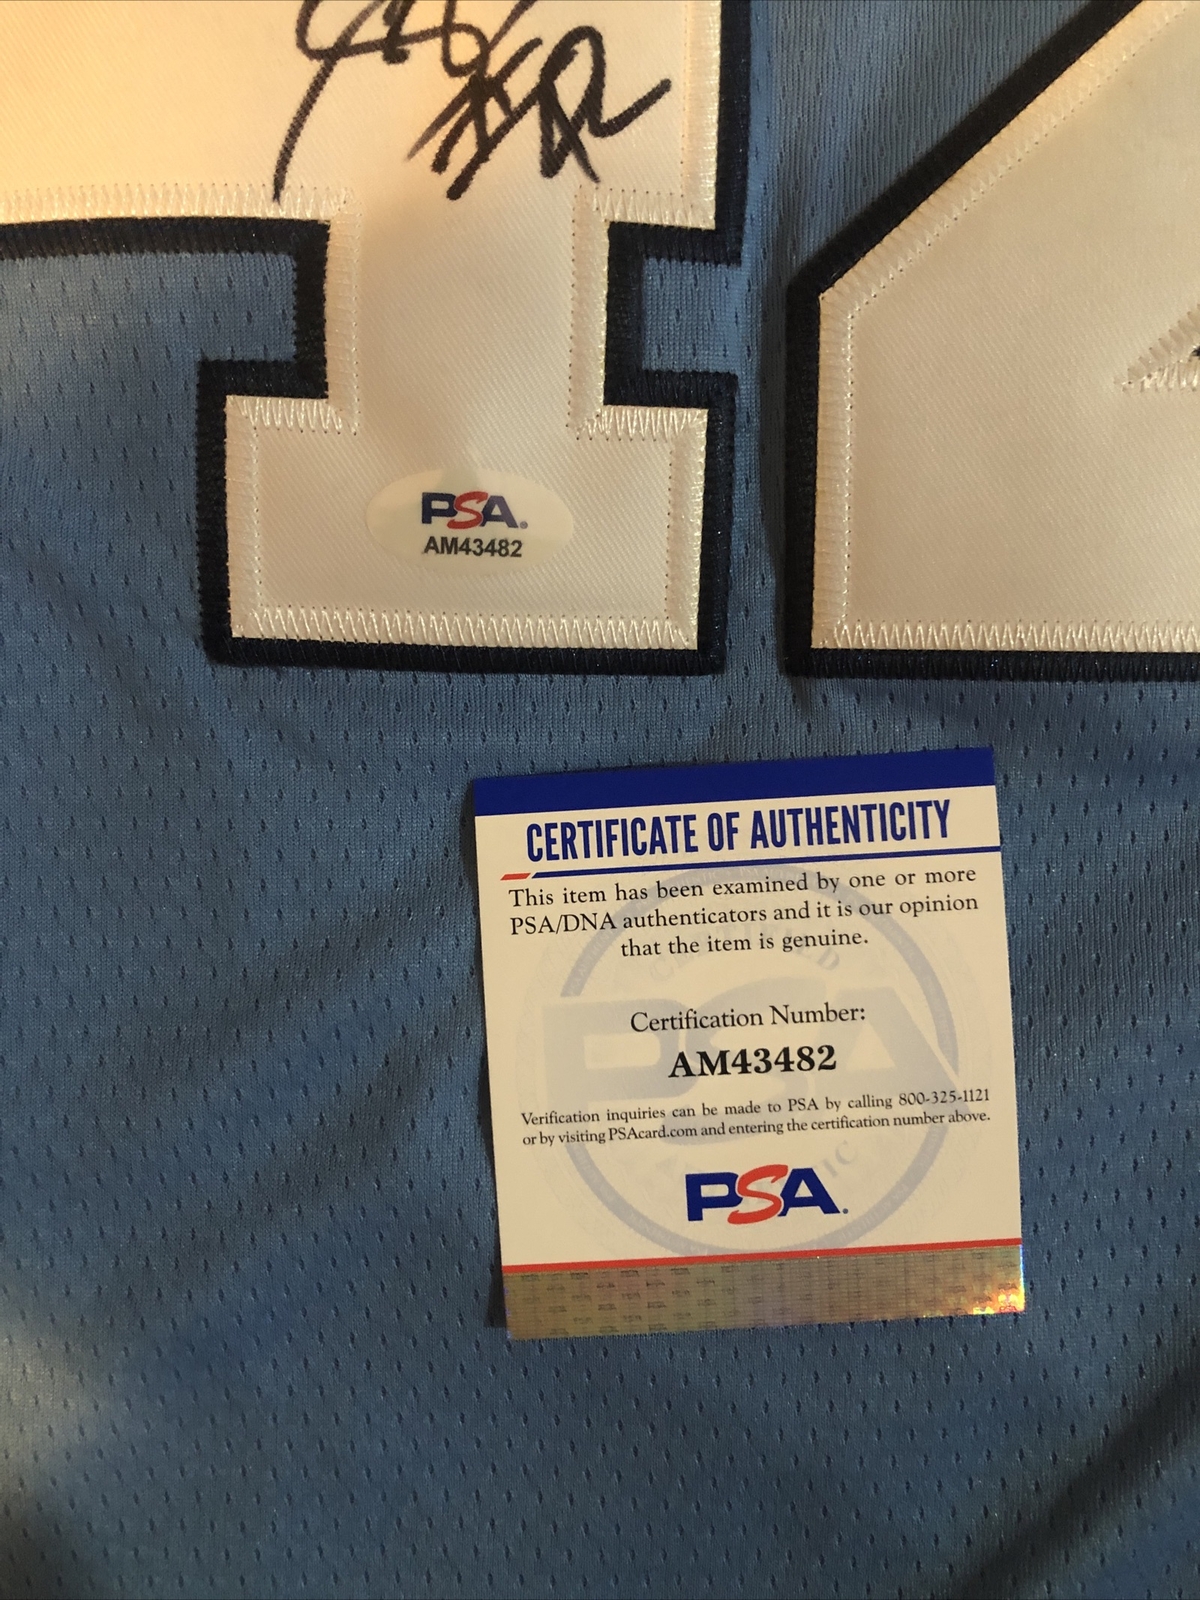 PSA.
AM43482
CERTIFICATE OF AUTHENTICITY
This item has been examined by one or more
PSA/DNA authenticators and it is our opinion
that the item is genuine.
Certification Number:
AM43482
Verification inquiries can be made to PSA by calling 800-325-1121
or by visiting PSAcard.com and entering the certification number above.
PSA.